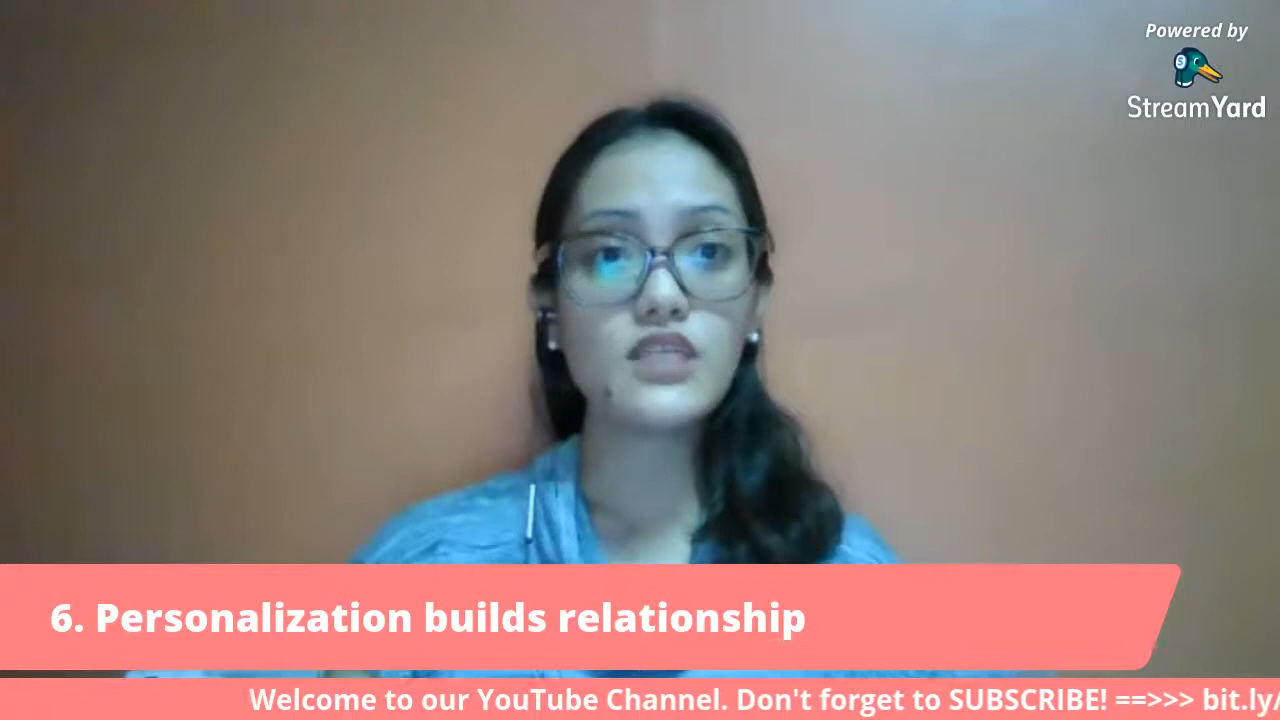 Powered by
StreamYard
6. Personalization builds relationship
Welcome to our YouTube Channel. Don't forget to SUBSCRIBE! ==>>> bit.ly/